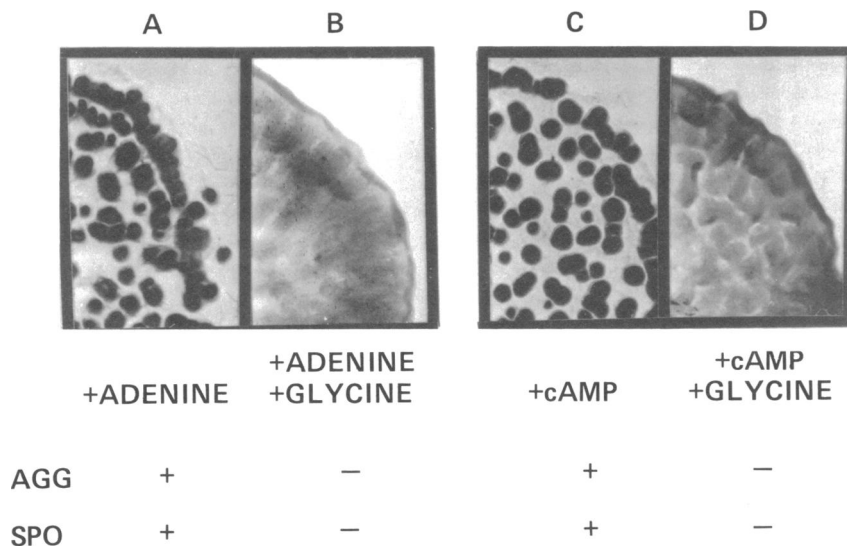 A B C D
+ADENINE +ADENINE +GLYCINE +cAMP +cAMP +GLYCINE
AGG + − + −
SPO + − + −